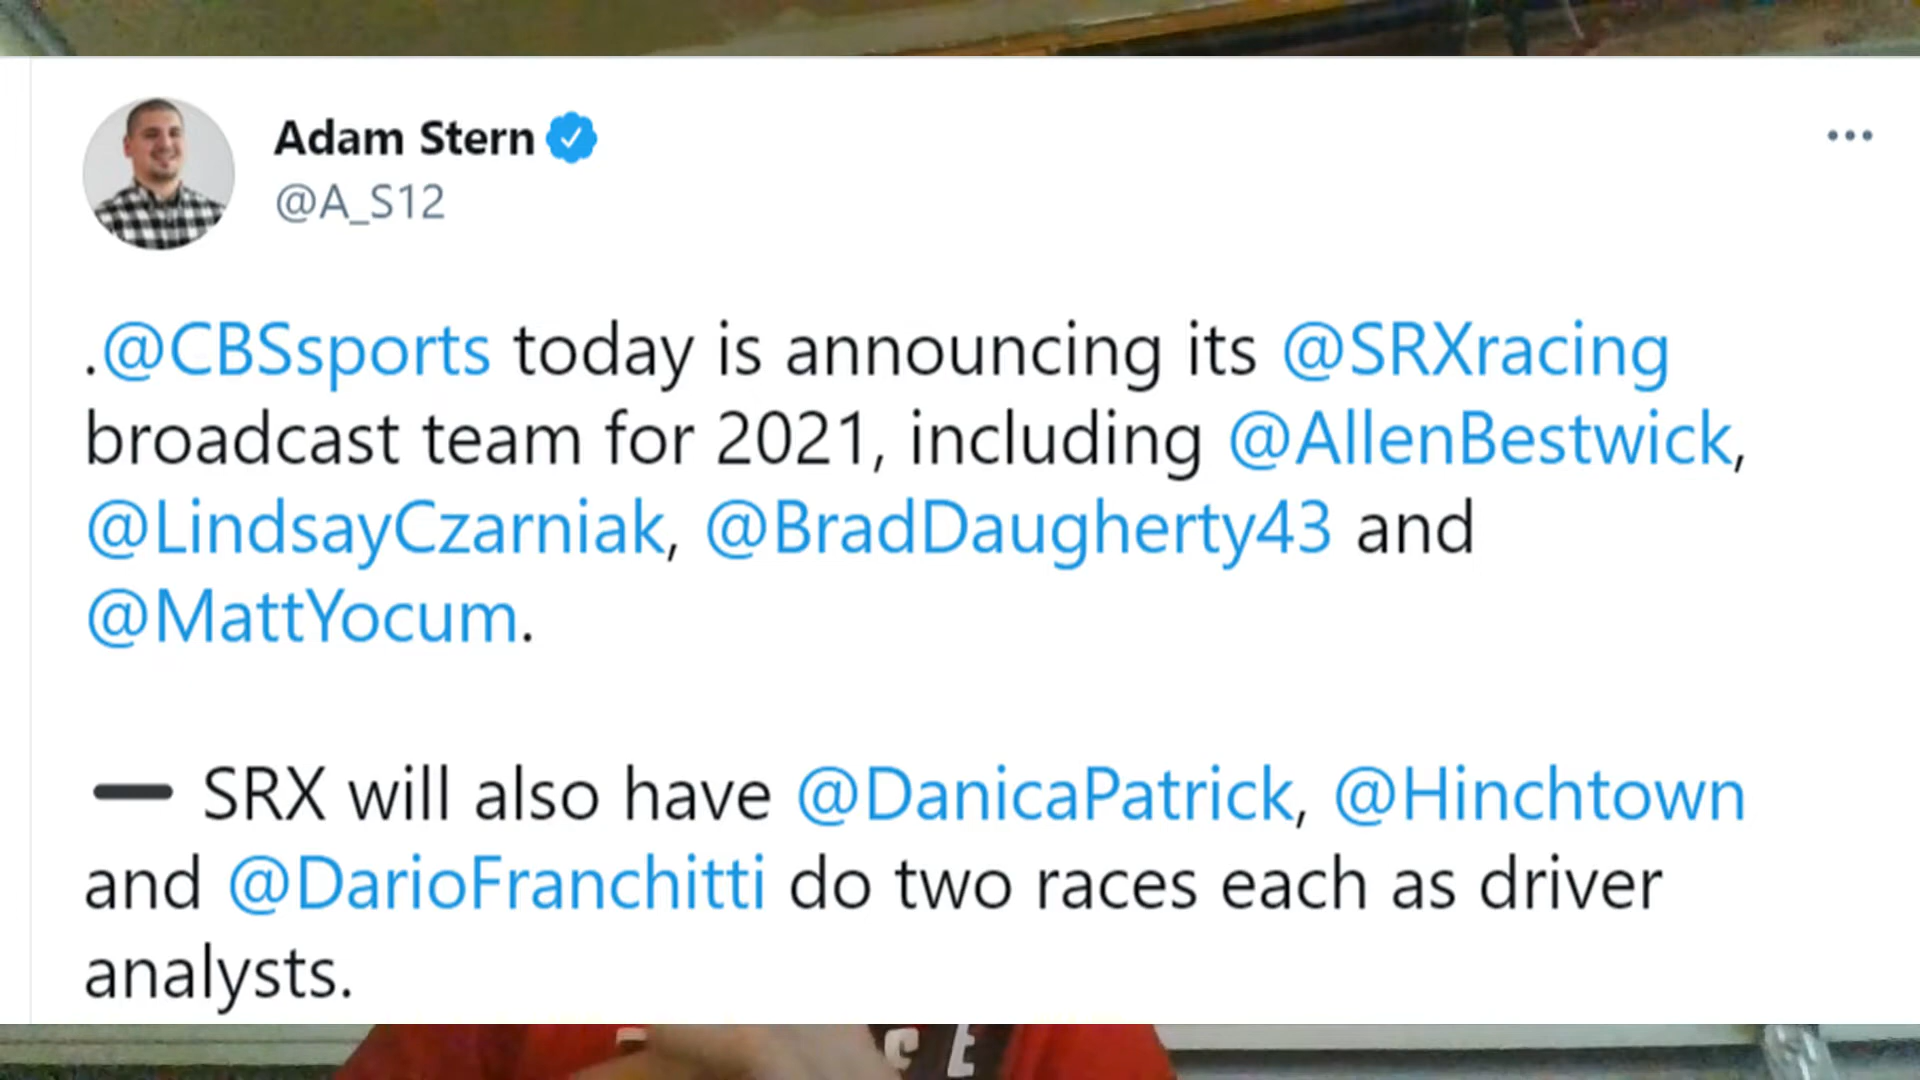 Adam Stern
@A_S12
.@CBSsports today is announcing its @SRXracing
broadcast team for 2021, including @AllenBestwick,
@LindsayCzarniak, @BradDaugherty43 and
@MattYocum.
➖ SRX will also have @DanicaPatrick, @Hinchtown
and @DarioFranchitti do two races each as driver
analysts.